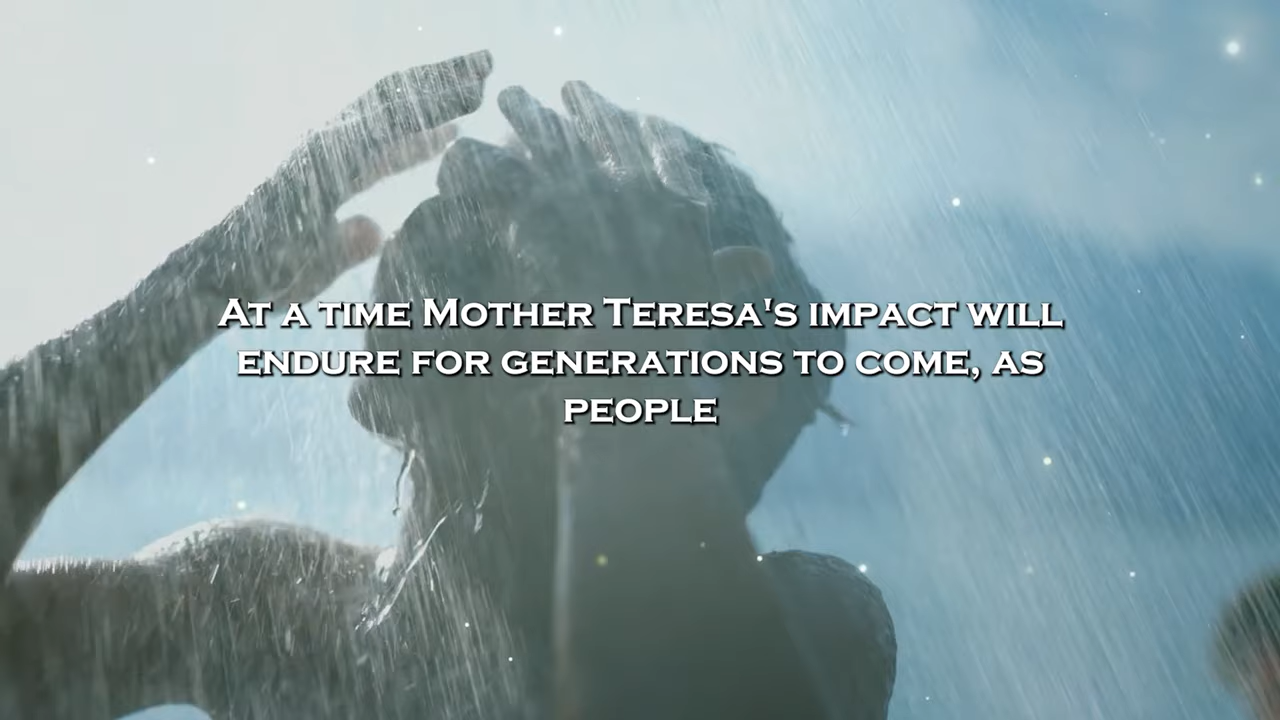 At a time Mother Teresa's impact will
endure for generations to come, as
people